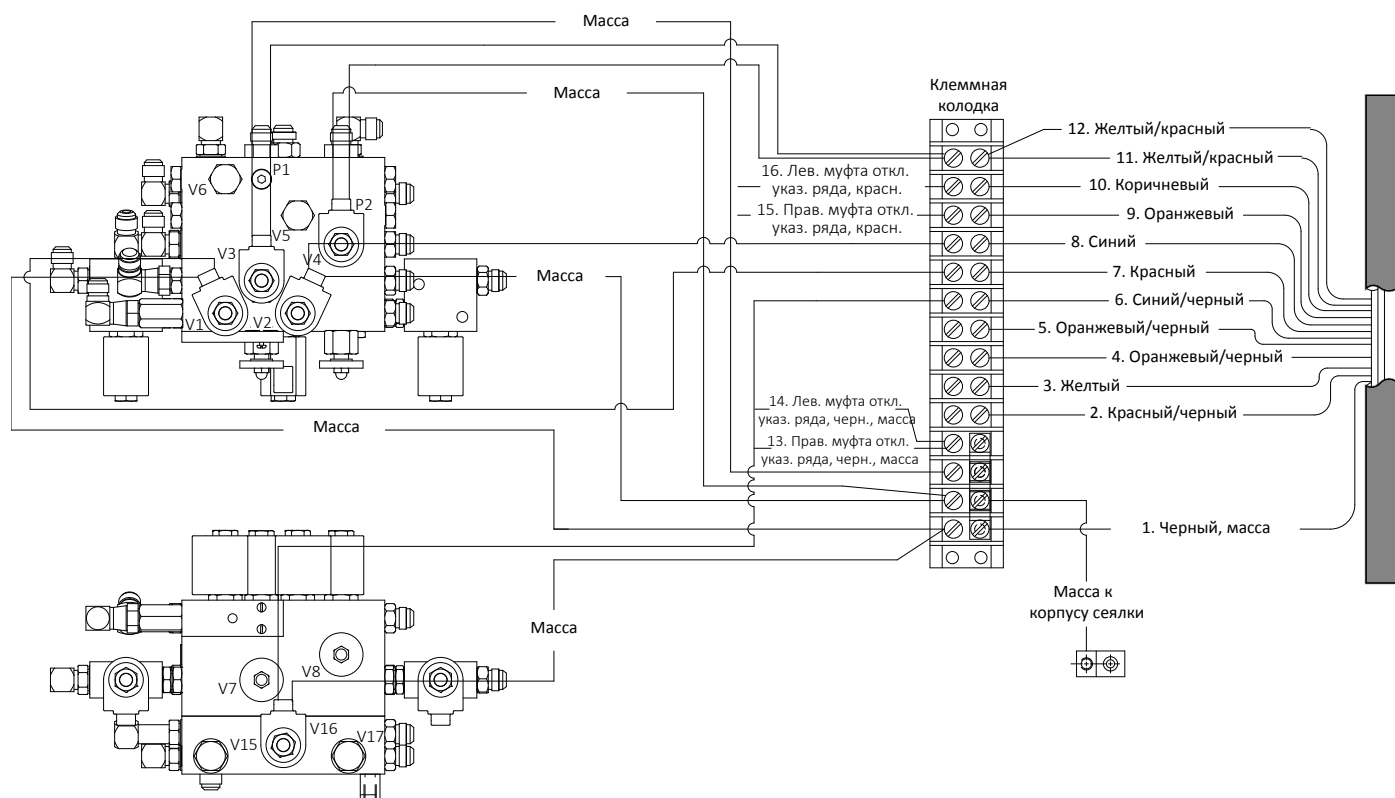 Масса
Масса
Клеммная
колодка
12. Желтый/красный
11. Желтый/красный
16. Лев. муфта откл.
указ. ряда, красн.
10. Коричневый
15. Прав. муфта откл.
указ. ряда, красн.
9. Оранжевый
8. Синий
7. Красный
6. Синий/черный
5. Оранжевый/черный
4. Оранжевый/черный
3. Желтый
2. Красный/черный
14. Лев. муфта откл.
указ. ряда, черн., масса
13. Прав. муфта откл.
указ. ряда, черн., масса
1. Черный, масса
P1
V6
P2
V5
V3
V4
Масса
V1
V2
Масса
Масса к
корпусу сеялки
Масса
V8
V7
V16
V15
V17